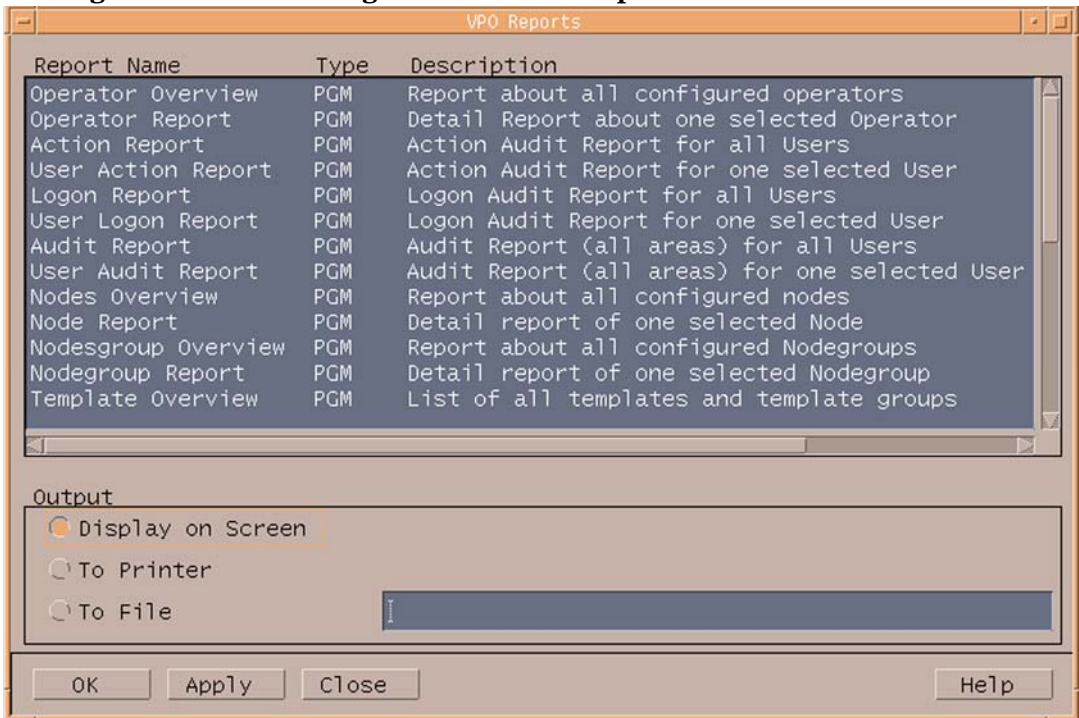 VPO Reports
Report Name Type Description
Operator Overview PGM Report about all configured operators
Operator Report PGM Detail Report about one selected Operator
Action Report PGM Action Audit Report for all Users
User Action Report PGM Action Audit Report for one selected User
Logon Report PGM Logon Audit Report for all Users
User Logon Report PGM Logon Audit Report for one selected User
Audit Report PGM Audit Report (all areas) for all Users
User Audit Report PGM Audit Report (all areas) for one selected User
Nodes Overview PGM Report about all configured nodes
Node Report PGM Detail report of one selected Node
Nodesgroup Overview PGM Report about all configured Nodegroups
Nodegroup Report PGM Detail report of one selected Nodegroup
Template Overview PGM List of all templates and template groups
Output
Display on Screen
To Printer
To File
OK Apply Close Help